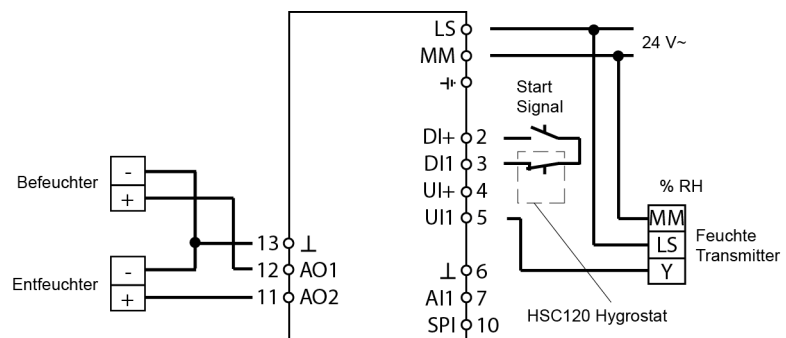 LS
24 V~
MM
Start
Signal
DI+ 2
DI1 3
UI+ 4
UI1 5
% RH
MM
LS
Y
Feuchte
Transmitter
Befeuchter
-
+
Entfeuchter
-
+
13 ⊥
12 AO1
11 AO2
⊥ 6
AI1 7
SPI 10
HSC120 Hygrostat